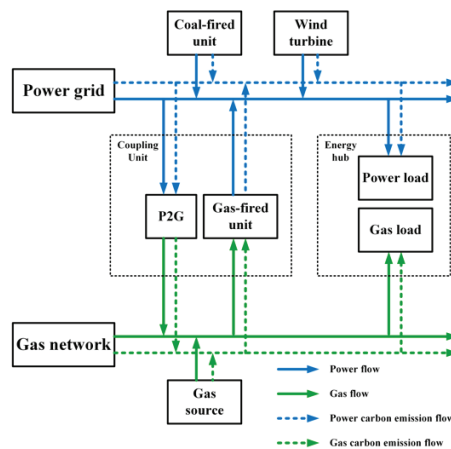 Coal-fired
unit
Wind
turbine
Power grid
Coupling
Unit
Energy
hub
P2G
Gas-fired
unit
Power load
Gas load
Gas network
Gas
source
Power flow
Gas flow
Power carbon emission flow
Gas carbon emission flow